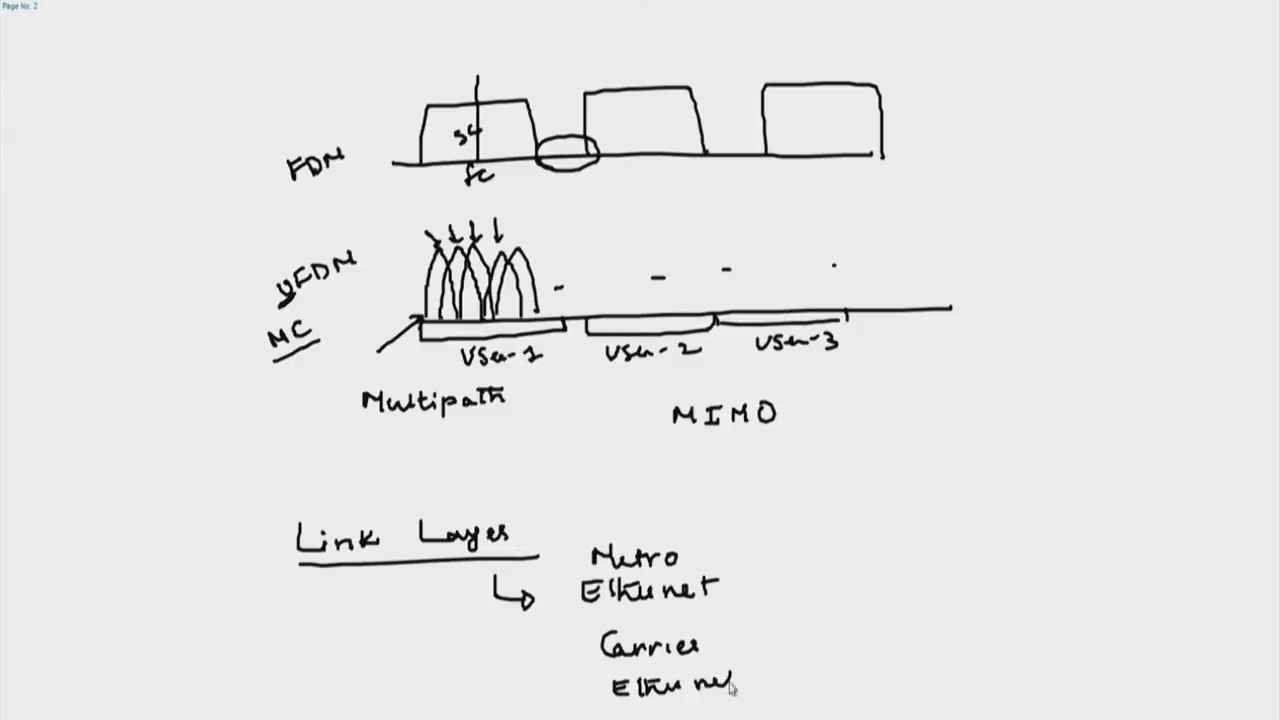 Page No: 2
SC
fc
FDM
OFDM
MC
User-1
User-2
User-3
Multipath
MIMO
Link Layer
Metro
Ethernet
Carrier
Ethernet